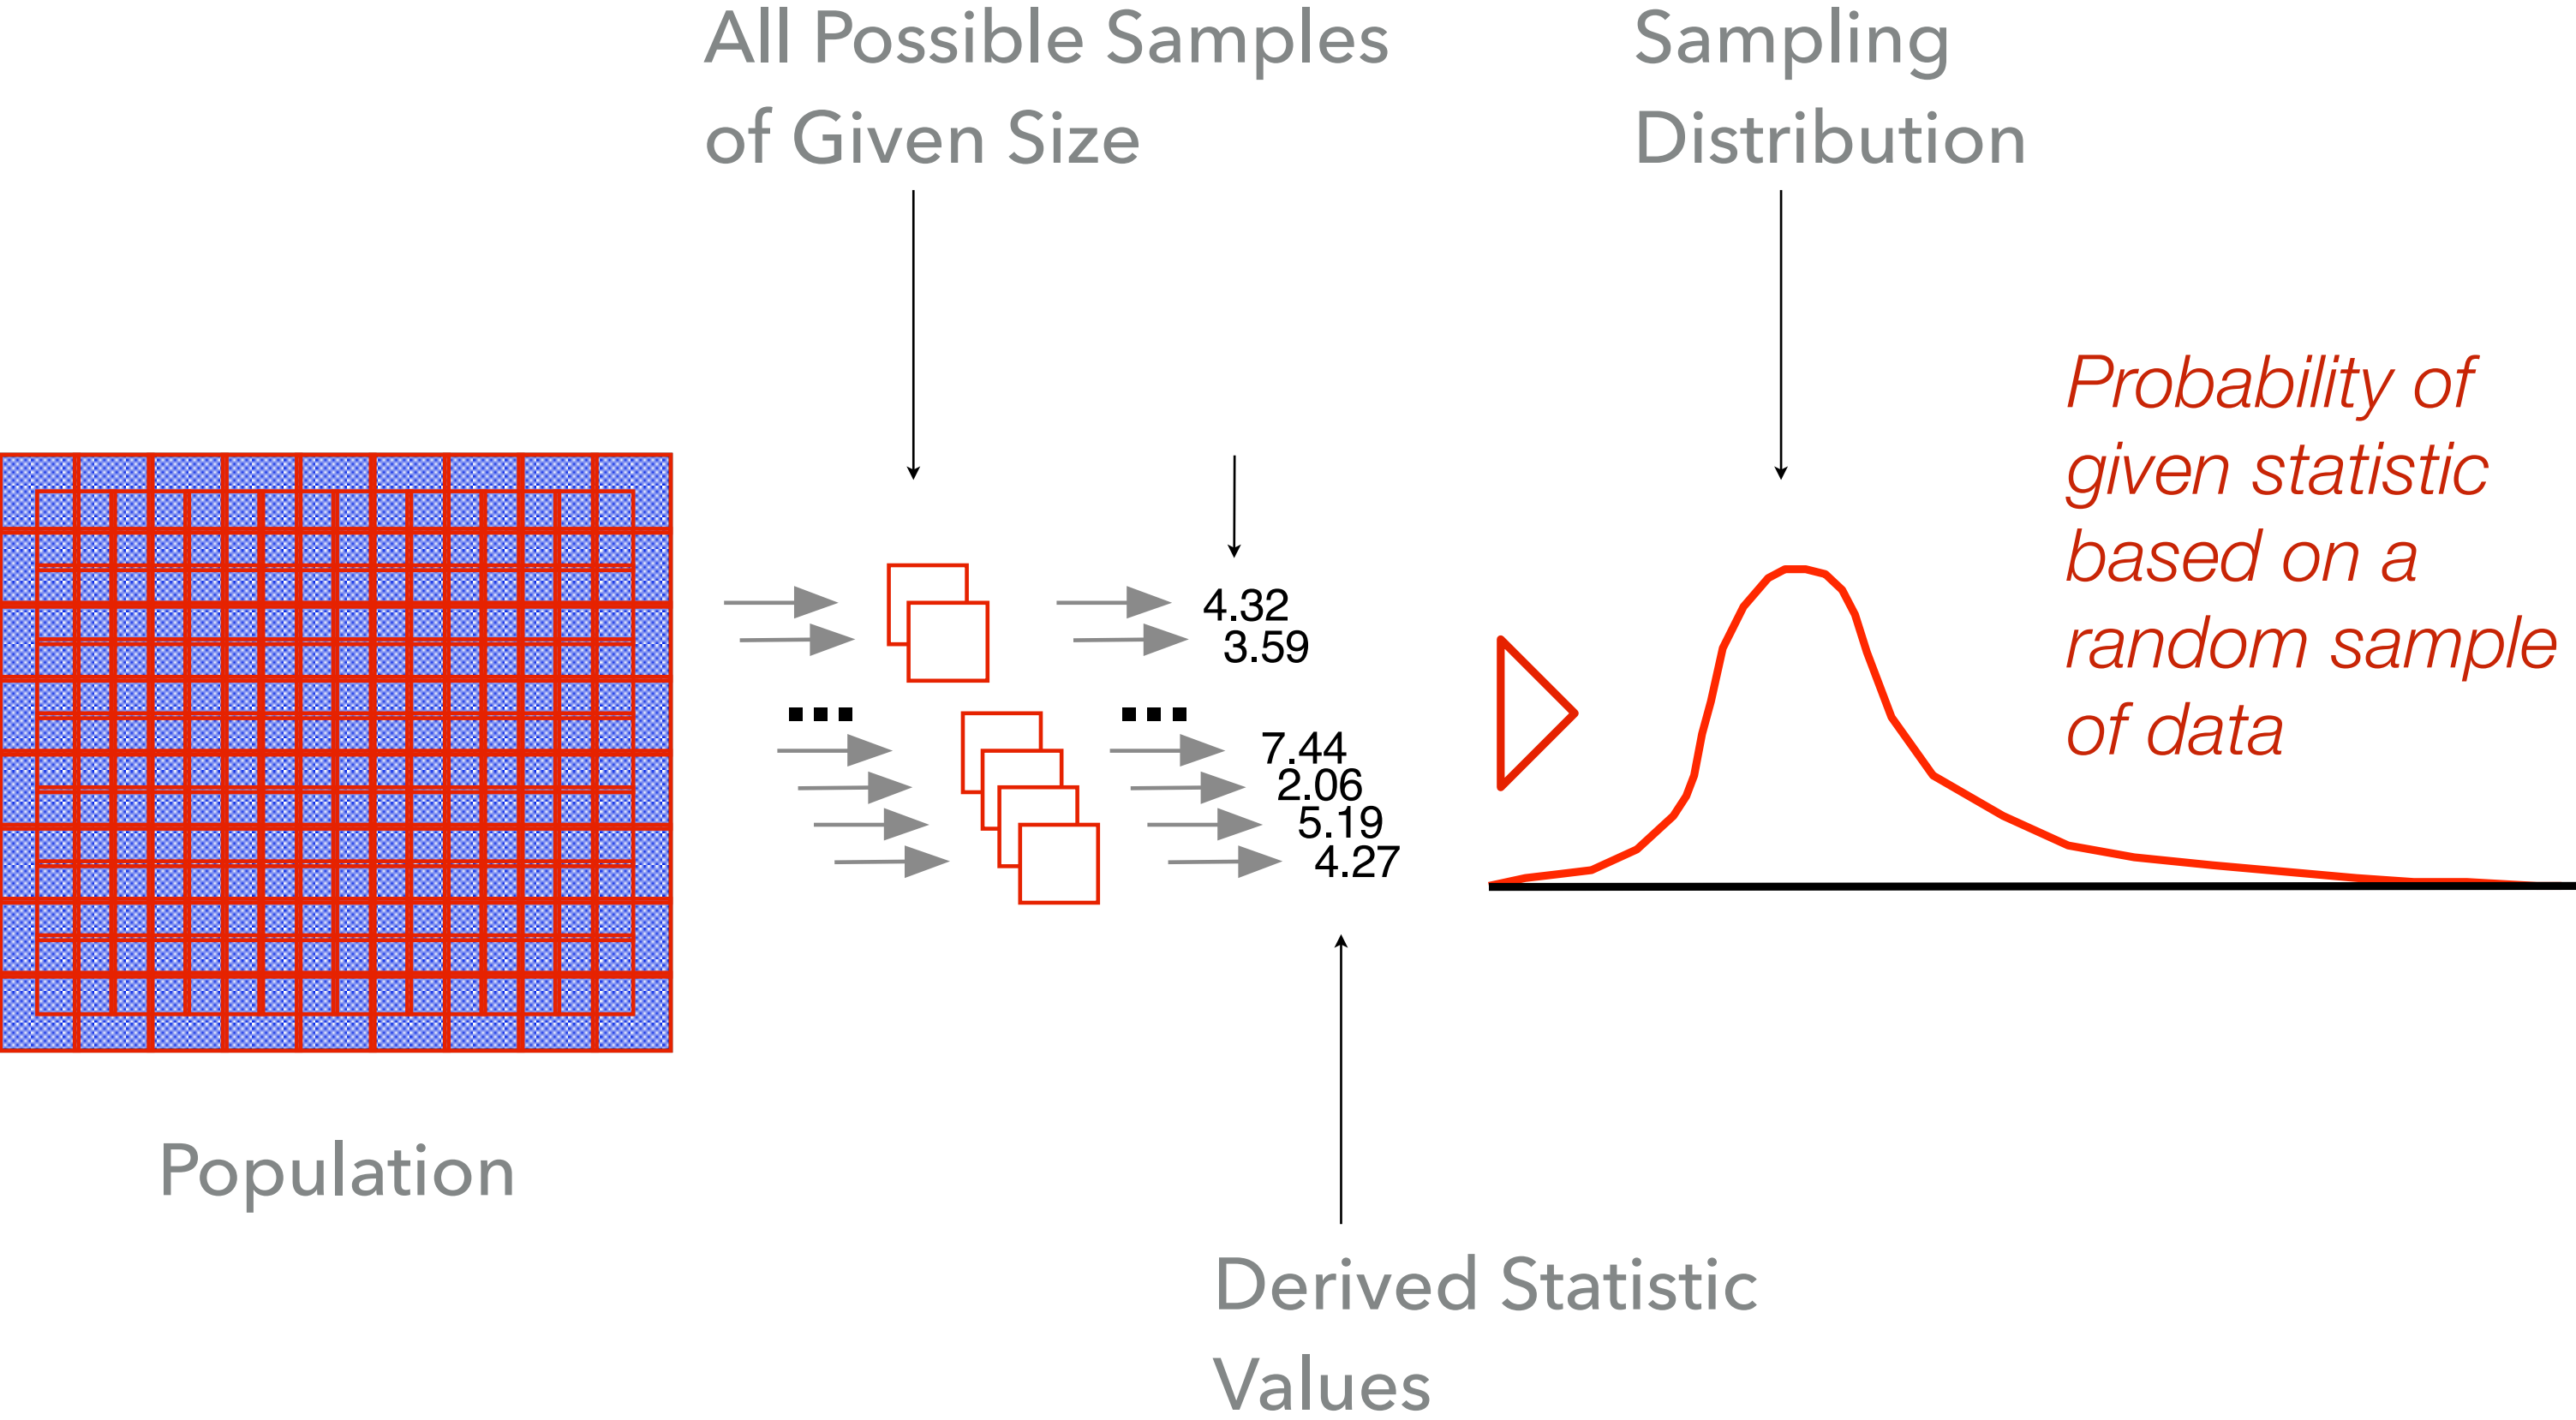 All Possible Samples
of Given Size
Sampling
Distribution
Probability of
given statistic
based on a
random sample
of data
4.32
3.59
7.44
2.06
5.19
4.27
Population
Derived Statistic
Values